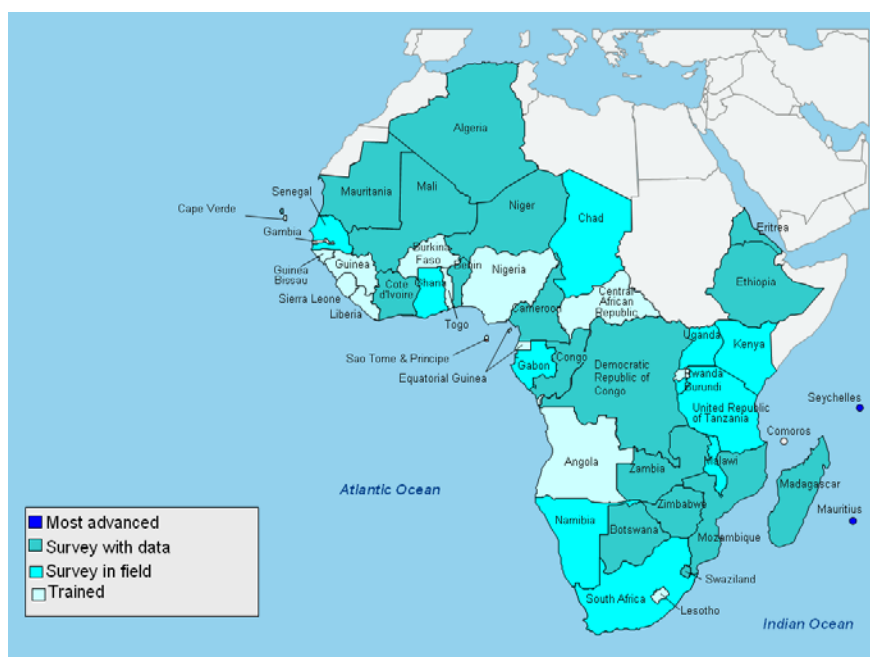 Algeria
Mauritania
Mali
Niger
Chad
Senegal
Cape Verde
Eritrea
Gambia
Burkina
Faso
Guinea
Guinea
Bissau
Nigeria
Benin
Ethiopia
Cote
d'Ivoire
Ghana
Central
African
Republic
Sierra Leone
Liberia
Togo
Cameroon
Uganda
Kenya
Sao Tome & Principe
Equatorial Guinea
Congo
Gabon
Democratic
Republic of
Congo
Rwanda
Burundi
United Republic
of Tanzania
Seychelles
Comoros
Angola
Malawi
Zambia
Madagascar
Atlantic Ocean
Zimbabwe
Mauritius
Namibia
Botswana
Mozambique
Swaziland
South Africa
Lesotho
Indian Ocean
Most advanced
Survey with data
Survey in field
Trained